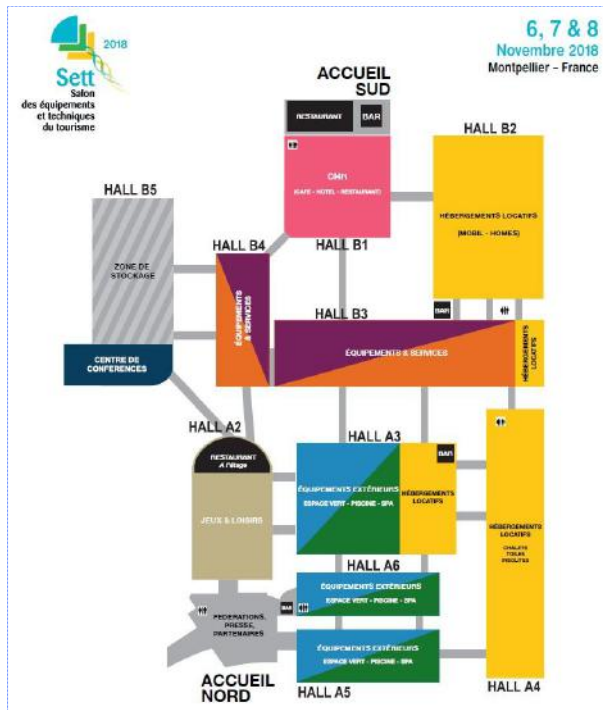 2018
Sett
Salon
des équipements
et techniques
du tourisme
6, 7 & 8
Novembre 2018
Montpellier – France
ACCUEIL
SUD
RESTAURANT
BAR
CHR
(CAFÉ - HOTEL - RESTAURANT)
HALL B1
HALL B2
HÉBERGEMENTS LOCATIFS
(MOBIL - HOMES)
HALL B5
ZONE DE
STOCKAGE
CENTRE DE
CONFERENCES
HALL B4
ÉQUIPEMENTS
& SERVICES
BAR
HALL B3
ÉQUIPEMENTS & SERVICES
HÉBERGEMENTS
LOCATIFS
HALL A2
RESTAURANT
A l'étage
JEUX & LOISIRS
HALL A3
BAR
ÉQUIPEMENTS EXTÉRIEURS
ESPACE VERT - PISCINE - SPA
HÉBERGEMENTS
LOCATIFS
HÉBERGEMENTS
LOCATIFS
CHALETS
TOILES
INSOLITES
HALL A4
HALL A6
ÉQUIPEMENTS EXTÉRIEURS
ESPACE VERT - PISCINE - SPA
BAR
FEDERATIONS,
PRESSE,
PARTENAIRES
ÉQUIPEMENTS EXTÉRIEURS
ESPACE VERT - PISCINE - SPA
HALL A5
ACCUEIL
NORD